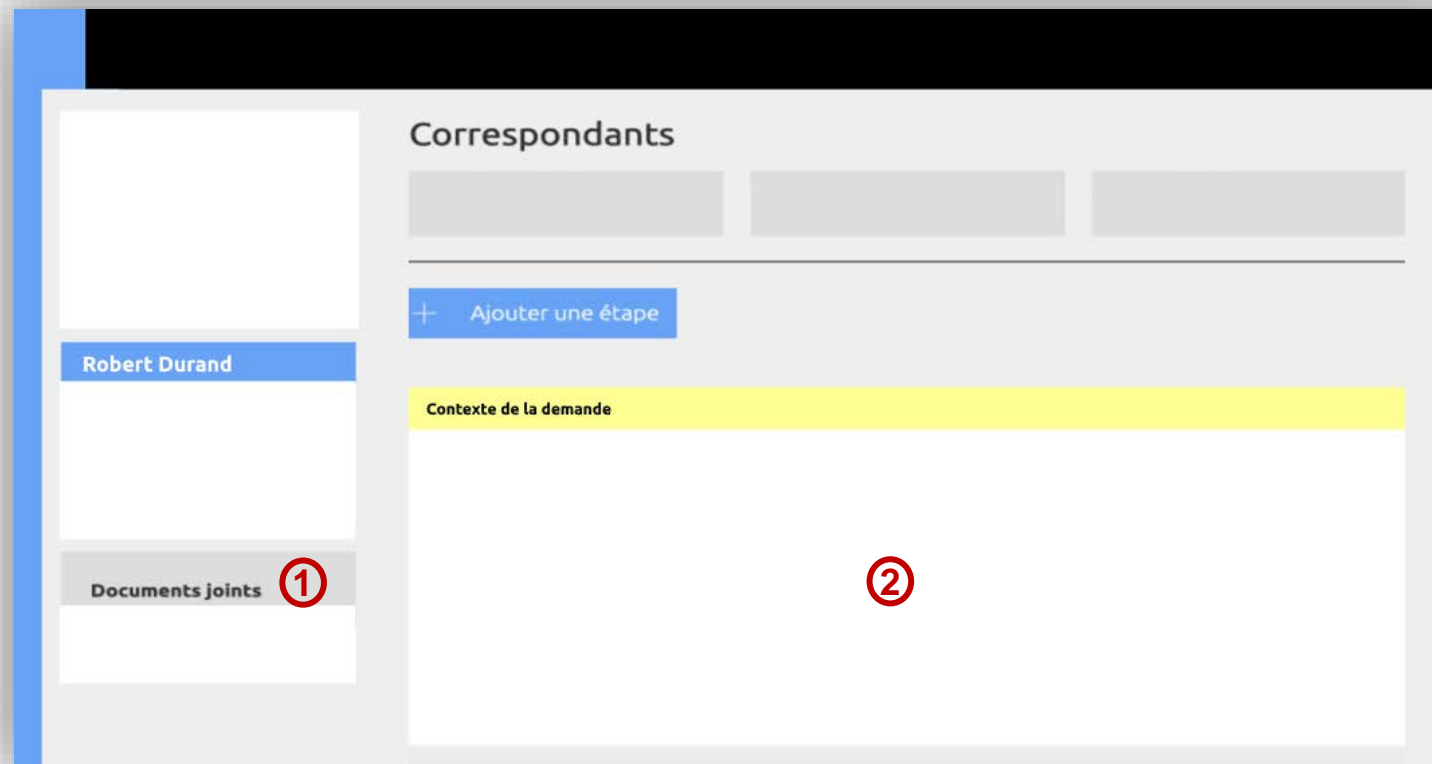 Correspondants
+ Ajouter une étape
Robert Durand
Contexte de la demande
Documents joints ①
②